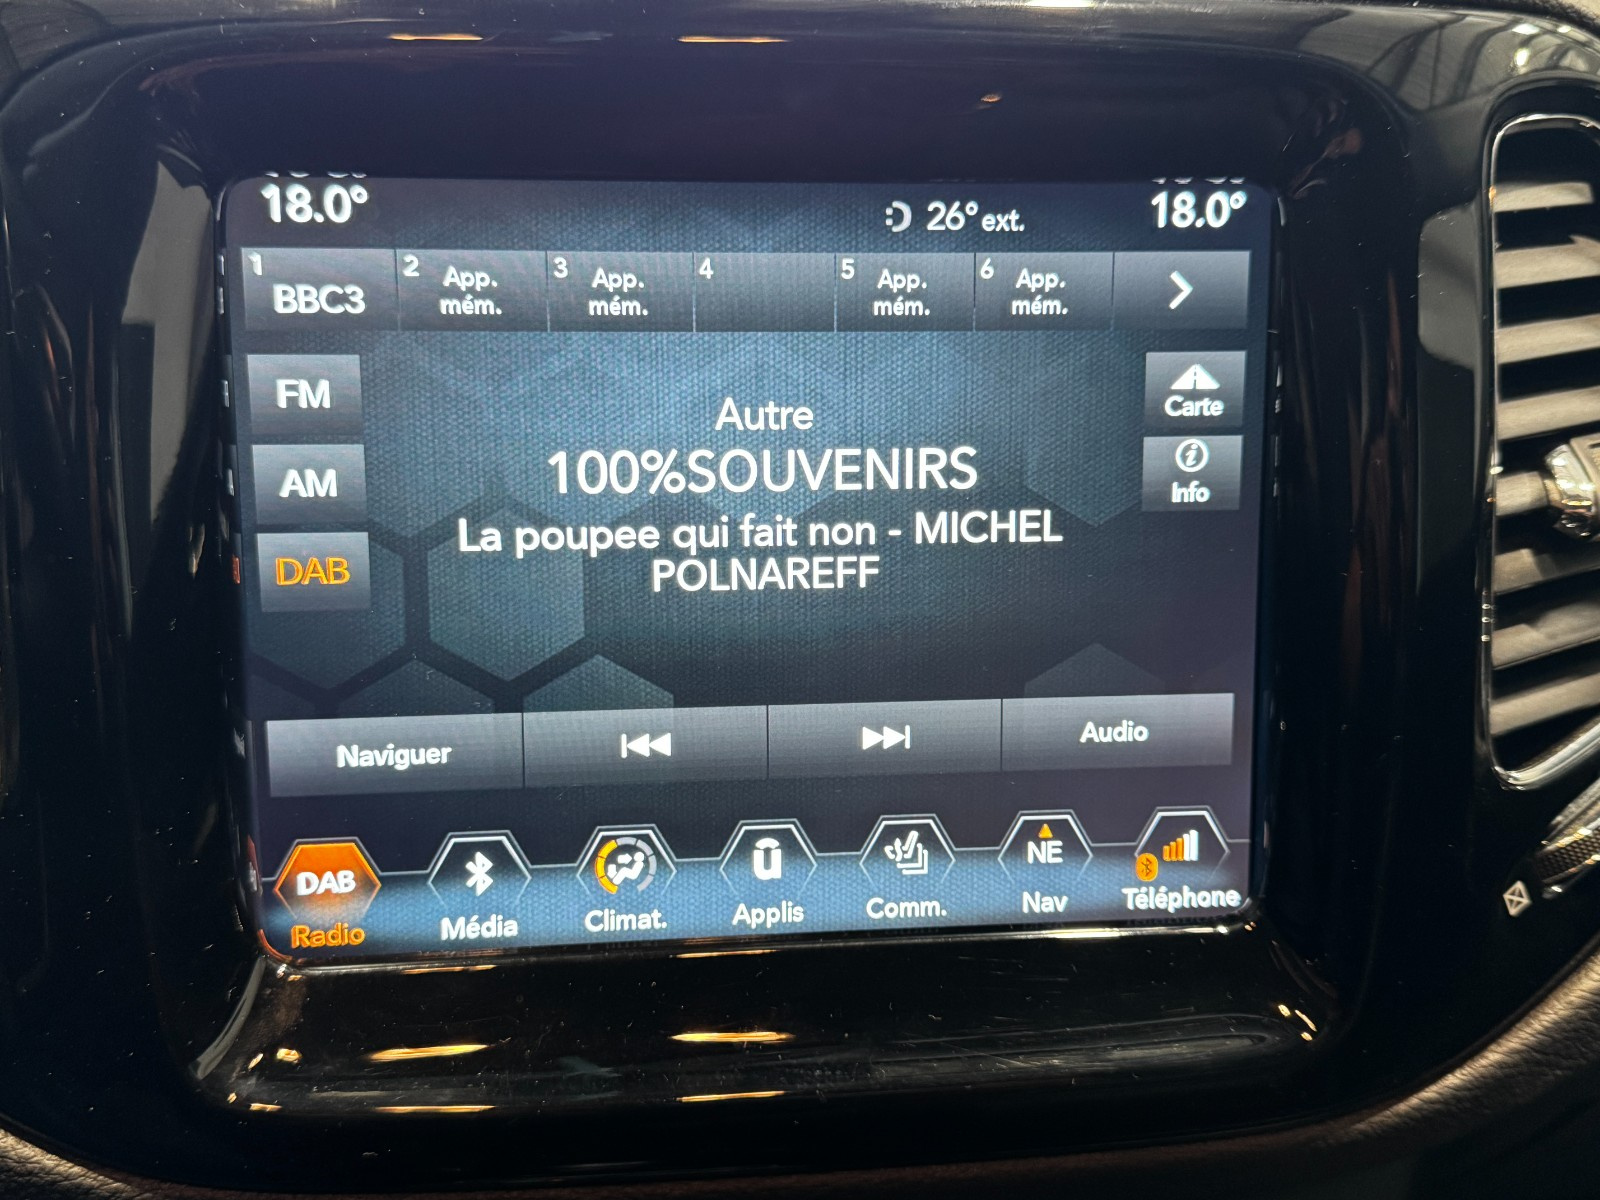 18.0°
26° ext.
18.0°
1 BBC3
2 App. mém.
3 App. mém.
4
5 App. mém.
6 App. mém.
FM
AM
DAB
Autre
100%SOUVENIRS
La poupee qui fait non - MICHEL
POLNAREFF
Carte
Info
Naviguer
Audio
DAB
Radio
Média
Climat.
Applis
Comm.
NE
Nav
Téléphone